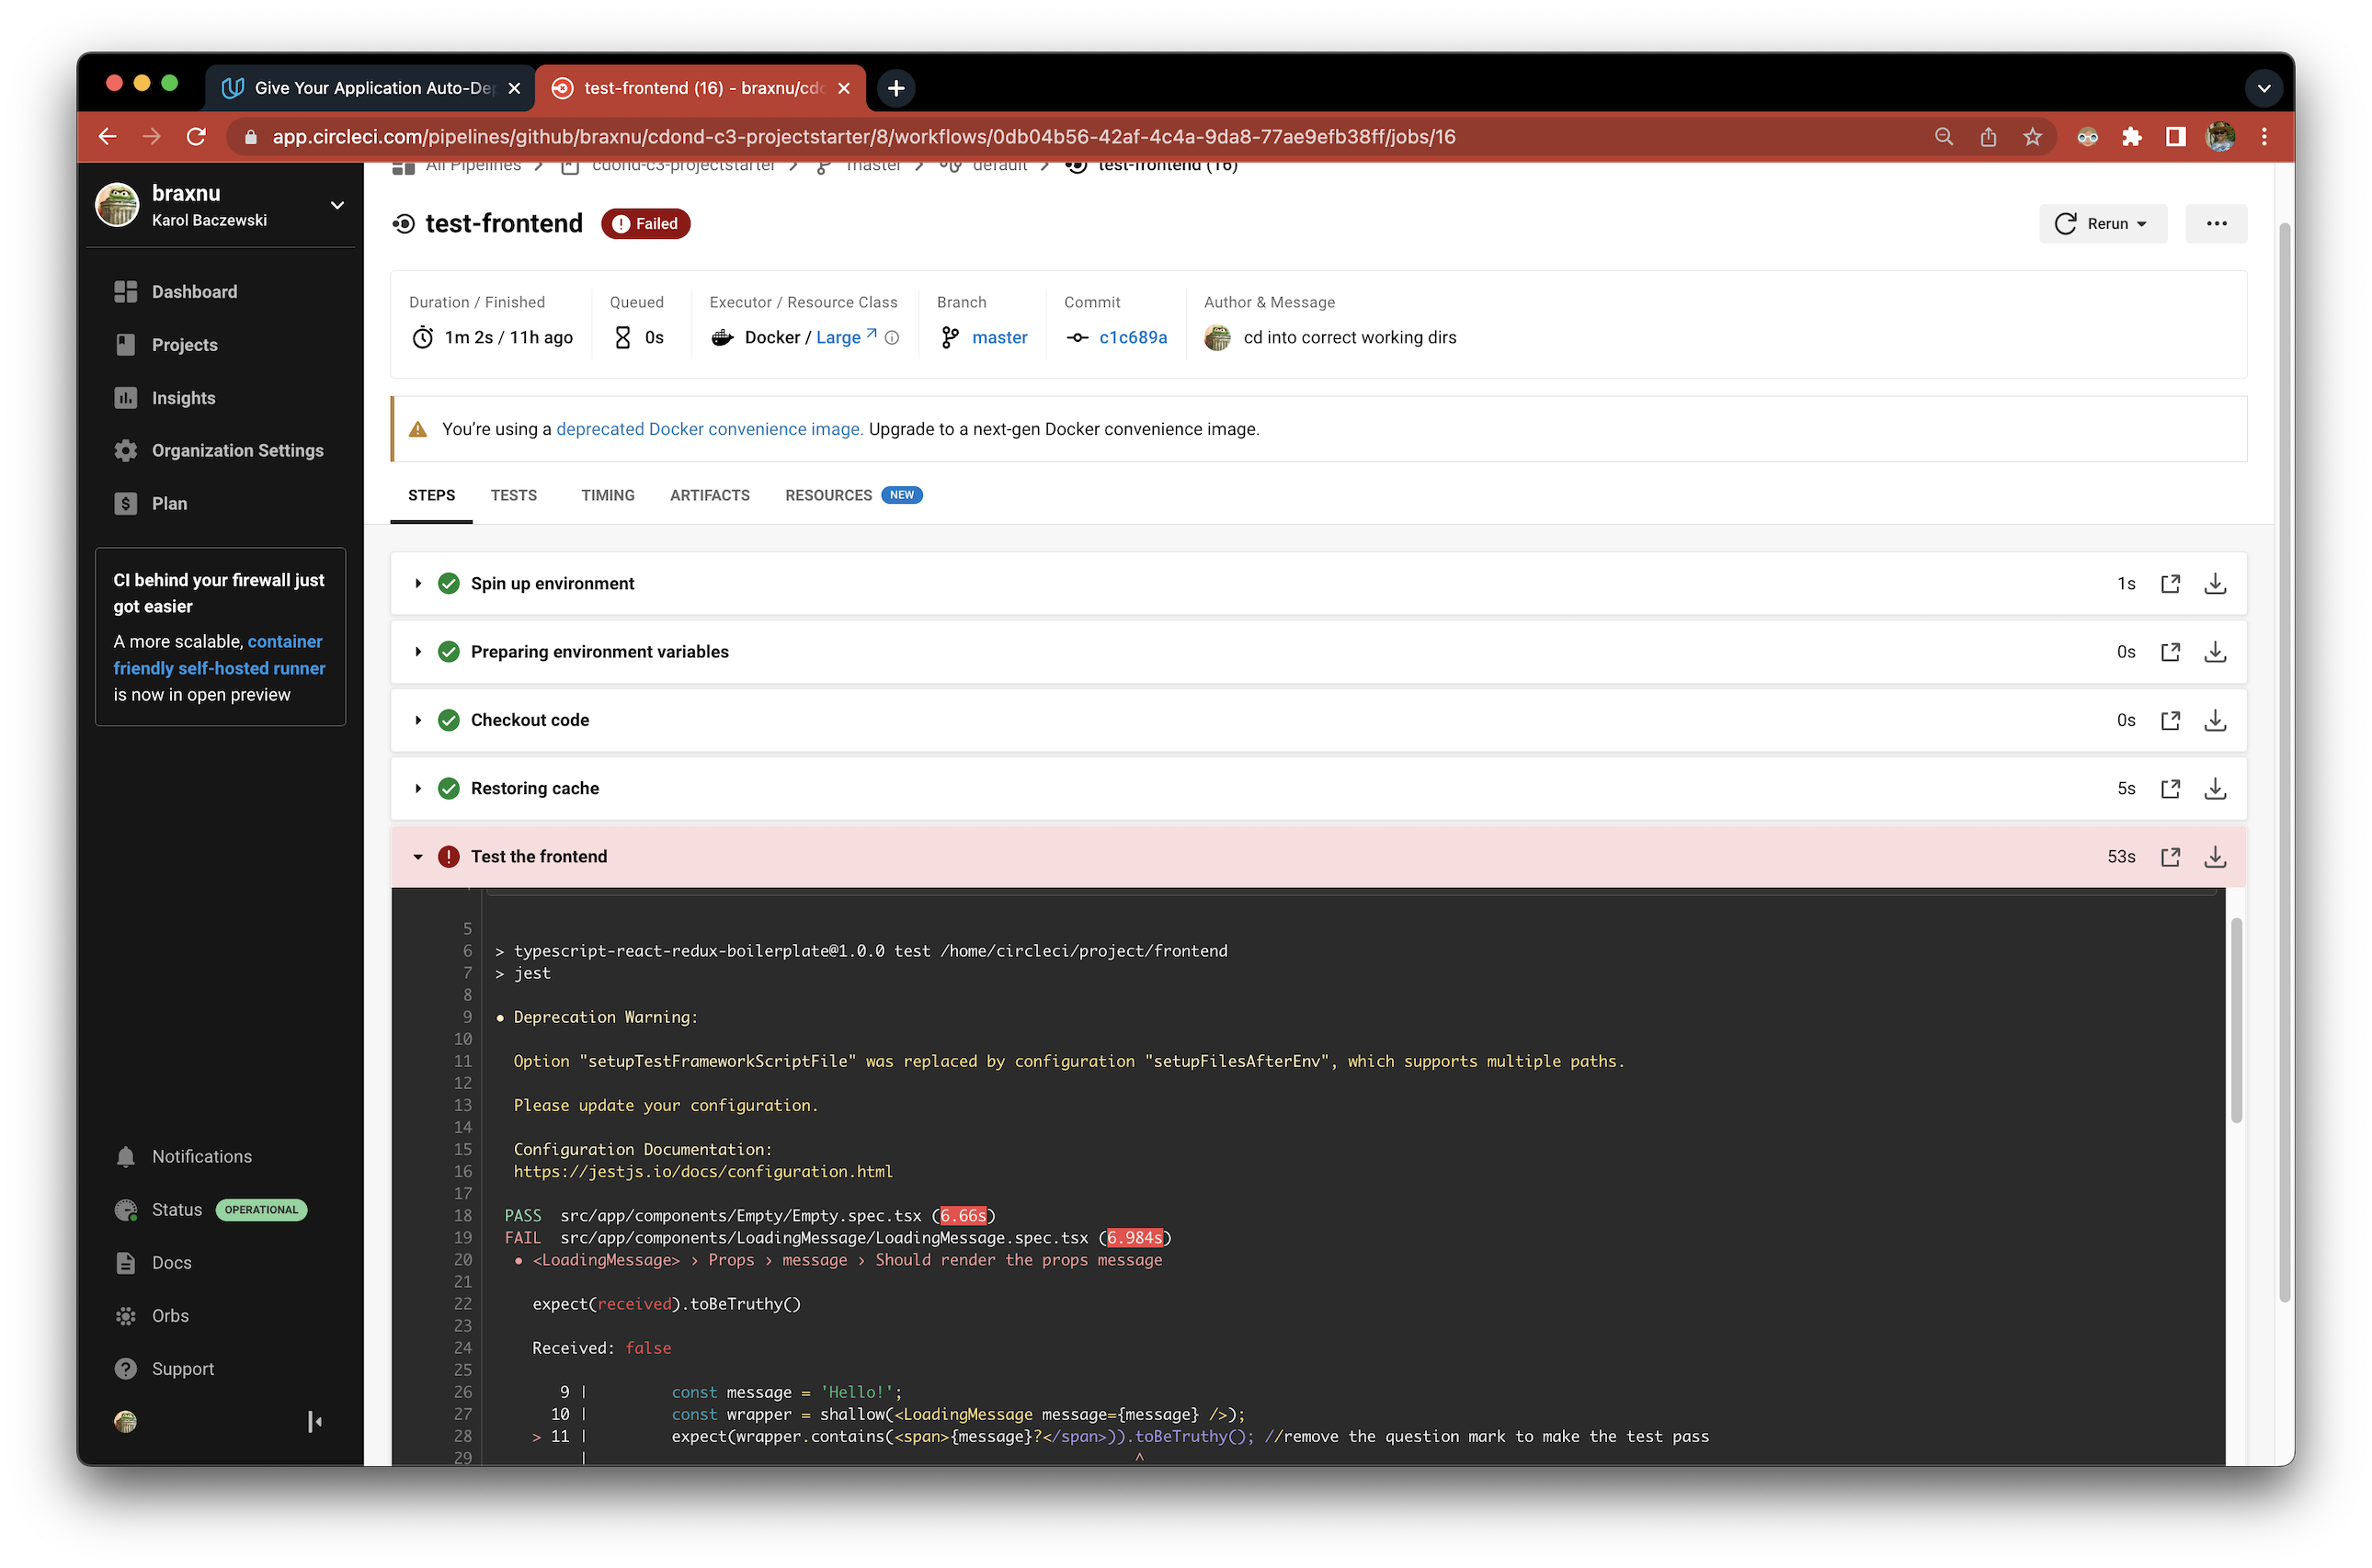 Give Your Application Auto-De
test-frontend (16) - braxnu/cdo
app.circleci.com/pipelines/github/braxnu/cdond-c3-projectstarter/8/workflows/0db04b56-42af-4c4a-9da8-77ae9efb38ff/jobs/16
braxnu
Karol Baczewski
Dashboard
Projects
Insights
Organization Settings
Plan
CI behind your firewall just
got easier
A more scalable, container
friendly self-hosted runner
is now in open preview
Notifications
Status OPERATIONAL
Docs
Orbs
Support
All Pipelines cdond-c3-projectstarter master default test-frontend (16)
test-frontend Failed
Rerun
Duration / Finished Queued Executor / Resource Class Branch Commit Author & Message
1m 2s / 11h ago 0s Docker / Large master c1c689a cd into correct working dirs
You’re using a deprecated Docker convenience image. Upgrade to a next-gen Docker convenience image.
STEPS TESTS TIMING ARTIFACTS RESOURCES NEW
Spin up environment 1s
Preparing environment variables 0s
Checkout code 0s
Restoring cache 5s
Test the frontend 53s
5
6 > typescript-react-redux-boilerplate@1.0.0 test /home/circleci/project/frontend
7 > jest
8
9 ● Deprecation Warning:
10
11 Option "setupTestFrameworkScriptFile" was replaced by configuration "setupFilesAfterEnv", which supports multiple paths.
12
13 Please update your configuration.
14
15 Configuration Documentation:
16 https://jestjs.io/docs/configuration.html
17
18 PASS src/app/components/Empty/Empty.spec.tsx (6.66s)
19 FAIL src/app/components/LoadingMessage/LoadingMessage.spec.tsx (6.984s)
20 ● <LoadingMessage> › Props › message › Should render the props message
21
22 expect(received).toBeTruthy()
23
24 Received: false
25
26 9 | const message = 'Hello!';
27 10 | const wrapper = shallow(<LoadingMessage message={message} />);
28 > 11 | expect(wrapper.contains(<span>{message}?</span>)).toBeTruthy(); //remove the question mark to make the test pass
29 | ^